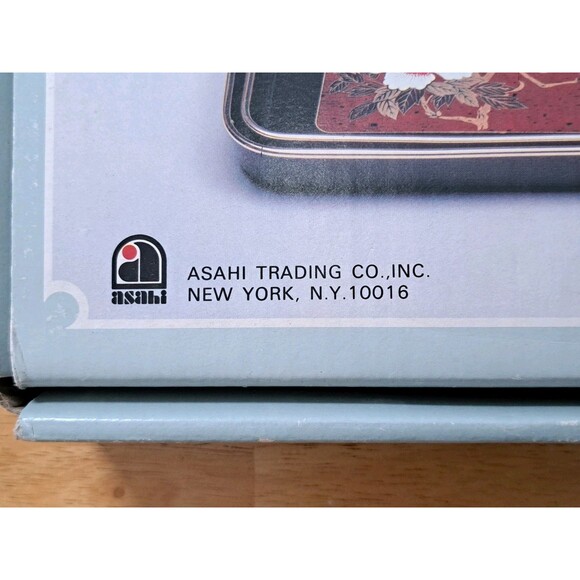 asahi
ASAHI TRADING CO.,INC.
NEW YORK, N.Y.10016